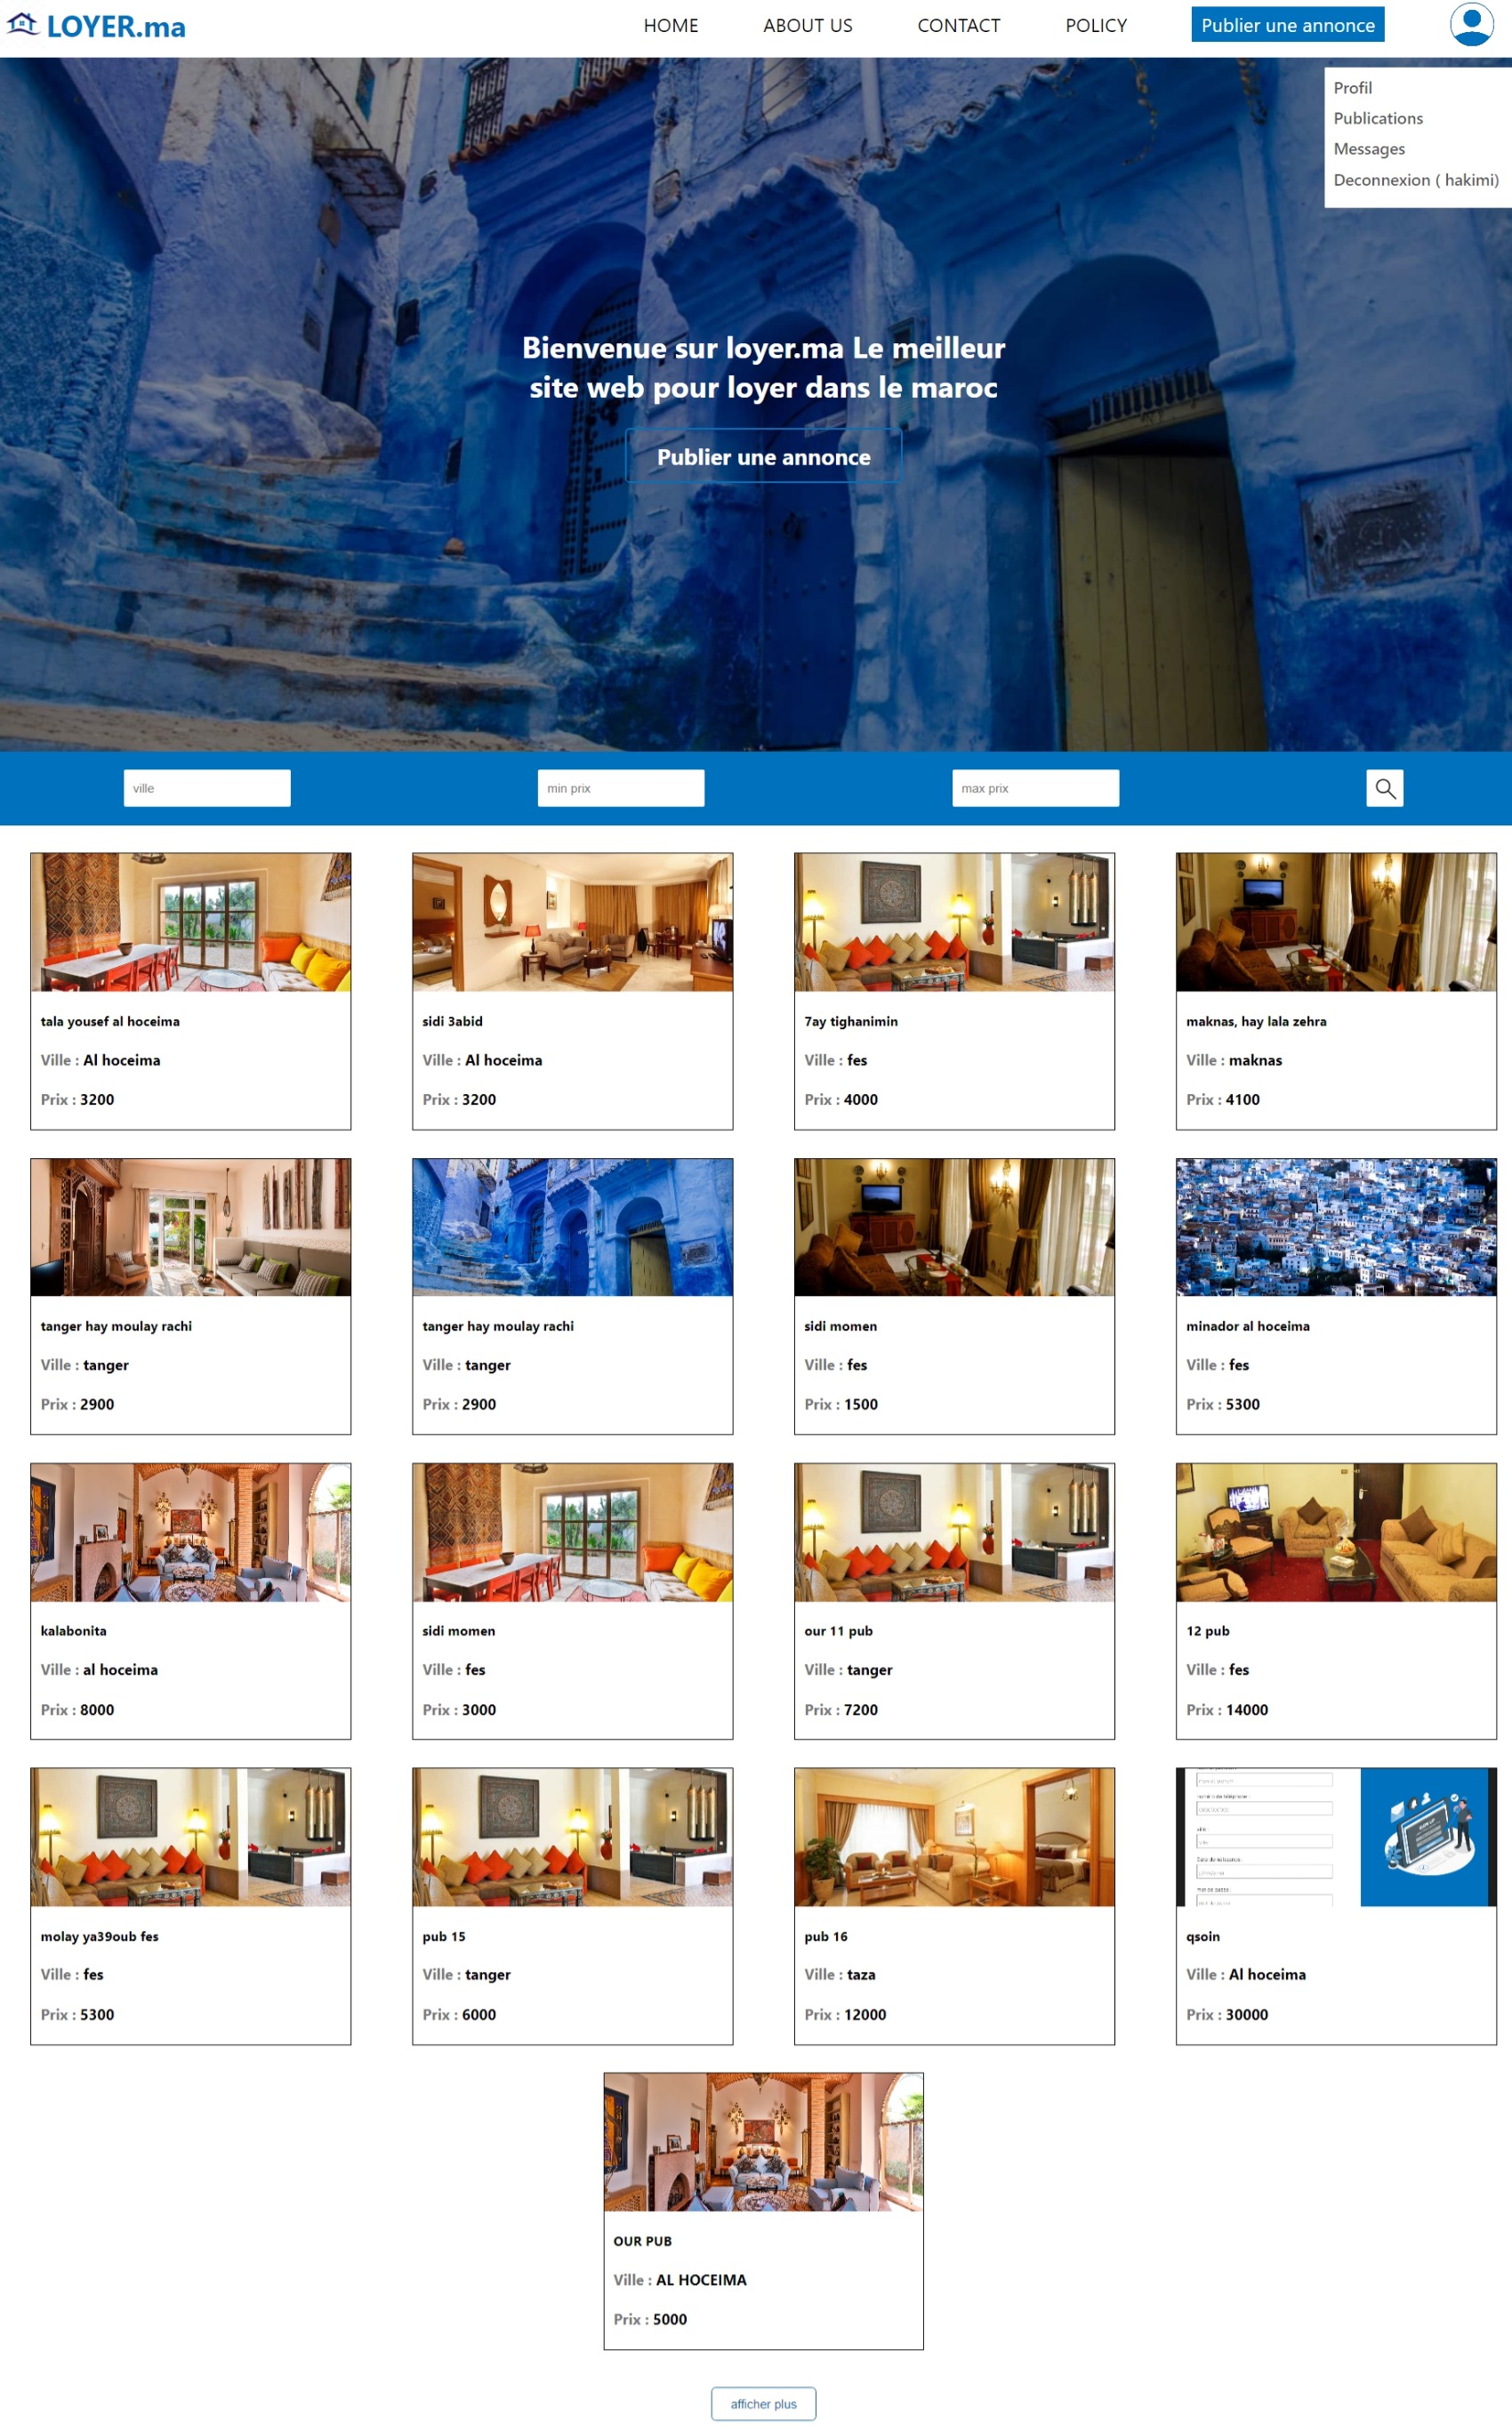 LOYER.ma
HOME
ABOUT US
CONTACT
POLICY
Publier une annonce
Profil
Publications
Messages
Deconnexion ( hakimi)
Bienvenue sur loyer.ma Le meilleur
site web pour loyer dans le maroc
Publier une annonce
ville
min prix
max prix
tala yousef al hoceima
Ville : Al hoceima
Prix : 3200
sidi 3abid
Ville : Al hoceima
Prix : 3200
7ay tighanimin
Ville : fes
Prix : 4000
maknas, hay lala zehra
Ville : maknas
Prix : 4100
tanger hay moulay rachi
Ville : tanger
Prix : 2900
tanger hay moulay rachi
Ville : tanger
Prix : 2900
sidi momen
Ville : fes
Prix : 1500
minador al hoceima
Ville : fes
Prix : 5300
kalabonita
Ville : al hoceima
Prix : 8000
sidi momen
Ville : fes
Prix : 3000
our 11 pub
Ville : tanger
Prix : 7200
12 pub
Ville : fes
Prix : 14000
molay ya39oub fes
Ville : fes
Prix : 5300
pub 15
Ville : tanger
Prix : 6000
pub 16
Ville : taza
Prix : 12000
qsoin
Ville : Al hoceima
Prix : 30000
OUR PUB
Ville : AL HOCEIMA
Prix : 5000
afficher plus